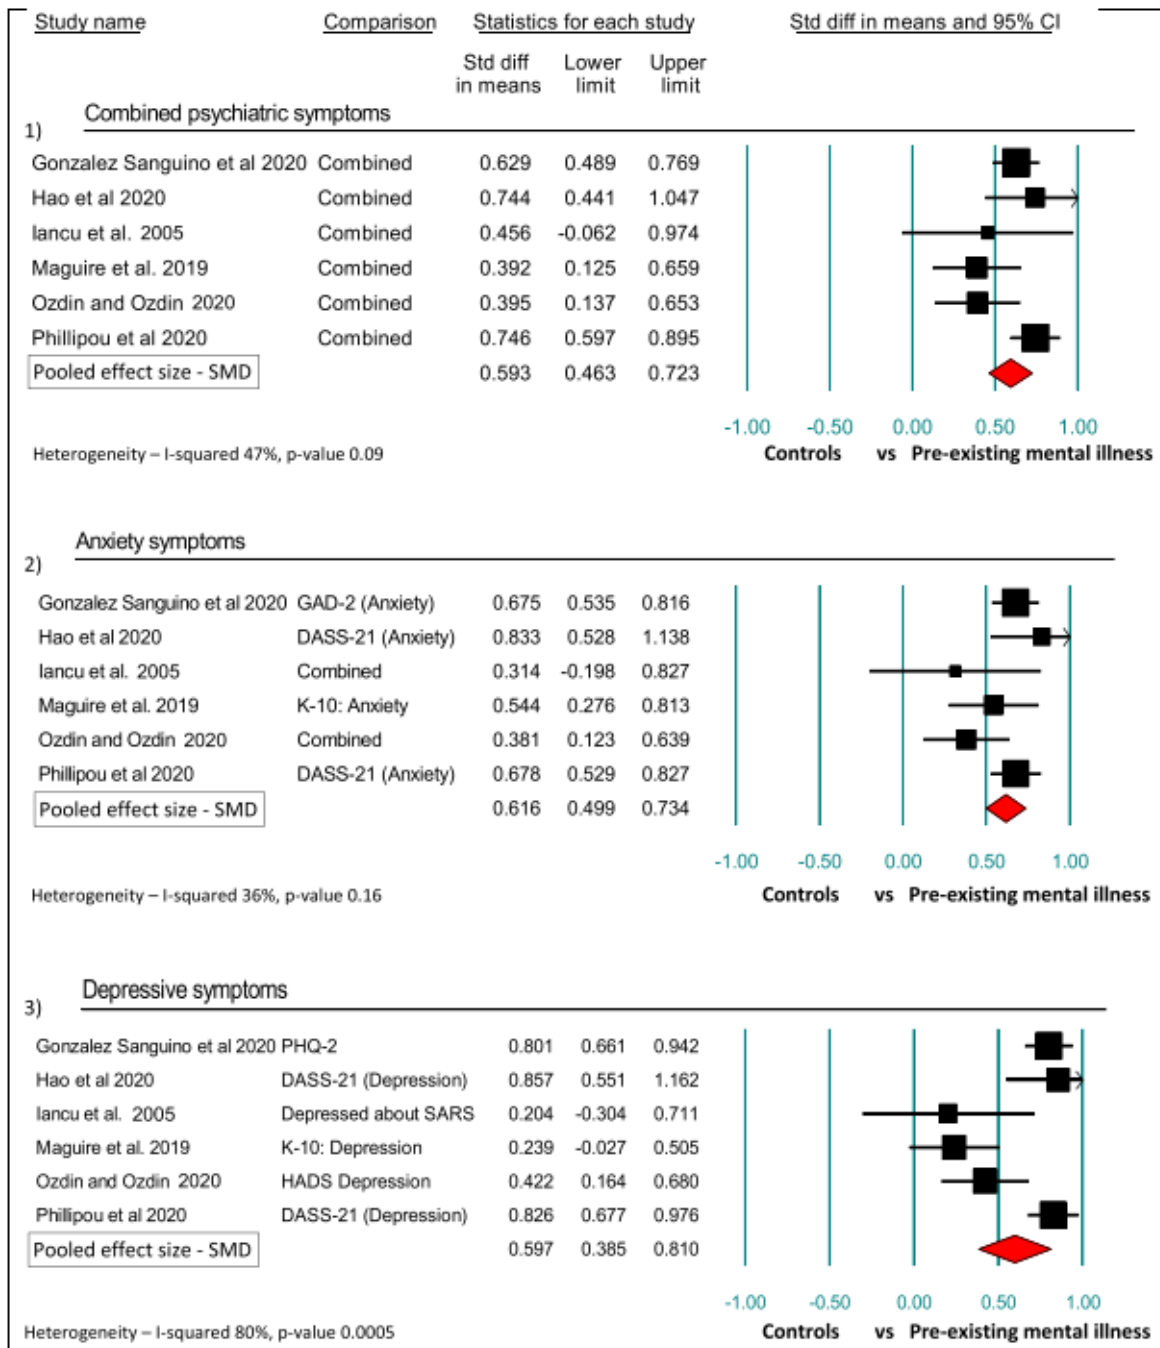 Study name Comparison Statistics for each study Std diff in means and 95% CI
Std diff in means Lower limit Upper limit
1) Combined psychiatric symptoms
Gonzalez Sanguino et al 2020 Combined 0.629 0.489 0.769
Hao et al 2020 Combined 0.744 0.441 1.047
Iancu et al. 2005 Combined 0.456 -0.062 0.974
Maguire et al. 2019 Combined 0.392 0.125 0.659
Ozdin and Ozdin 2020 Combined 0.395 0.137 0.653
Phillipou et al 2020 Combined 0.746 0.597 0.895
Pooled effect size - SMD 0.593 0.463 0.723
-1.00 -0.50 0.00 0.50 1.00
Heterogeneity – I-squared 47%, p-value 0.09 Controls vs Pre-existing mental illness
2) Anxiety symptoms
Gonzalez Sanguino et al 2020 GAD-2 (Anxiety) 0.675 0.535 0.816
Hao et al 2020 DASS-21 (Anxiety) 0.833 0.528 1.138
Iancu et al. 2005 Combined 0.314 -0.198 0.827
Maguire et al. 2019 K-10: Anxiety 0.544 0.276 0.813
Ozdin and Ozdin 2020 Combined 0.381 0.123 0.639
Phillipou et al 2020 DASS-21 (Anxiety) 0.678 0.529 0.827
Pooled effect size - SMD 0.616 0.499 0.734
-1.00 -0.50 0.00 0.50 1.00
Heterogeneity – I-squared 36%, p-value 0.16 Controls vs Pre-existing mental illness
3) Depressive symptoms
Gonzalez Sanguino et al 2020 PHQ-2 0.801 0.661 0.942
Hao et al 2020 DASS-21 (Depression) 0.857 0.551 1.162
Iancu et al. 2005 Depressed about SARS 0.204 -0.304 0.711
Maguire et al. 2019 K-10: Depression 0.239 -0.027 0.505
Ozdin and Ozdin 2020 HADS Depression 0.422 0.164 0.680
Phillipou et al 2020 DASS-21 (Depression) 0.826 0.677 0.976
Pooled effect size - SMD 0.597 0.385 0.810
-1.00 -0.50 0.00 0.50 1.00
Heterogeneity – I-squared 80%, p-value 0.0005 Controls vs Pre-existing mental illness